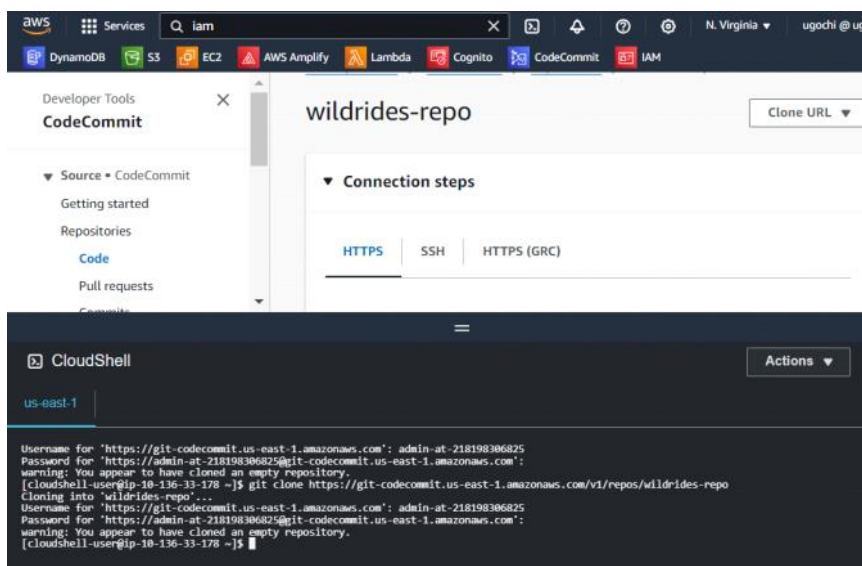 aws Services iam N. Virginia ▼ ugochi @ ug
DynamoDB S3 EC2 AWS Amplify Lambda Cognito CodeCommit IAM
Developer Tools
CodeCommit
Source • CodeCommit
Getting started
Repositories
Code
Pull requests
Commits
wildrides-repo
Clone URL ▼
Connection steps
HTTPS SSH HTTPS (GRC)
CloudShell
Actions ▼
us-east-1
Username for 'https://git-codecommit.us-east-1.amazonaws.com': admin-at-218198306825
Password for 'https://admin-at-218198306825@git-codecommit.us-east-1.amazonaws.com':
warning: You appear to have cloned an empty repository.
[cloudshell-user@ip-10-136-33-178 ~]$ git clone https://git-codecommit.us-east-1.amazonaws.com/v1/repos/wildrides-repo
Cloning into 'wildrides-repo'...
Username for 'https://git-codecommit.us-east-1.amazonaws.com': admin-at-218198306825
Password for 'https://admin-at-218198306825@git-codecommit.us-east-1.amazonaws.com':
warning: You appear to have cloned an empty repository.
[cloudshell-user@ip-10-136-33-178 ~]$